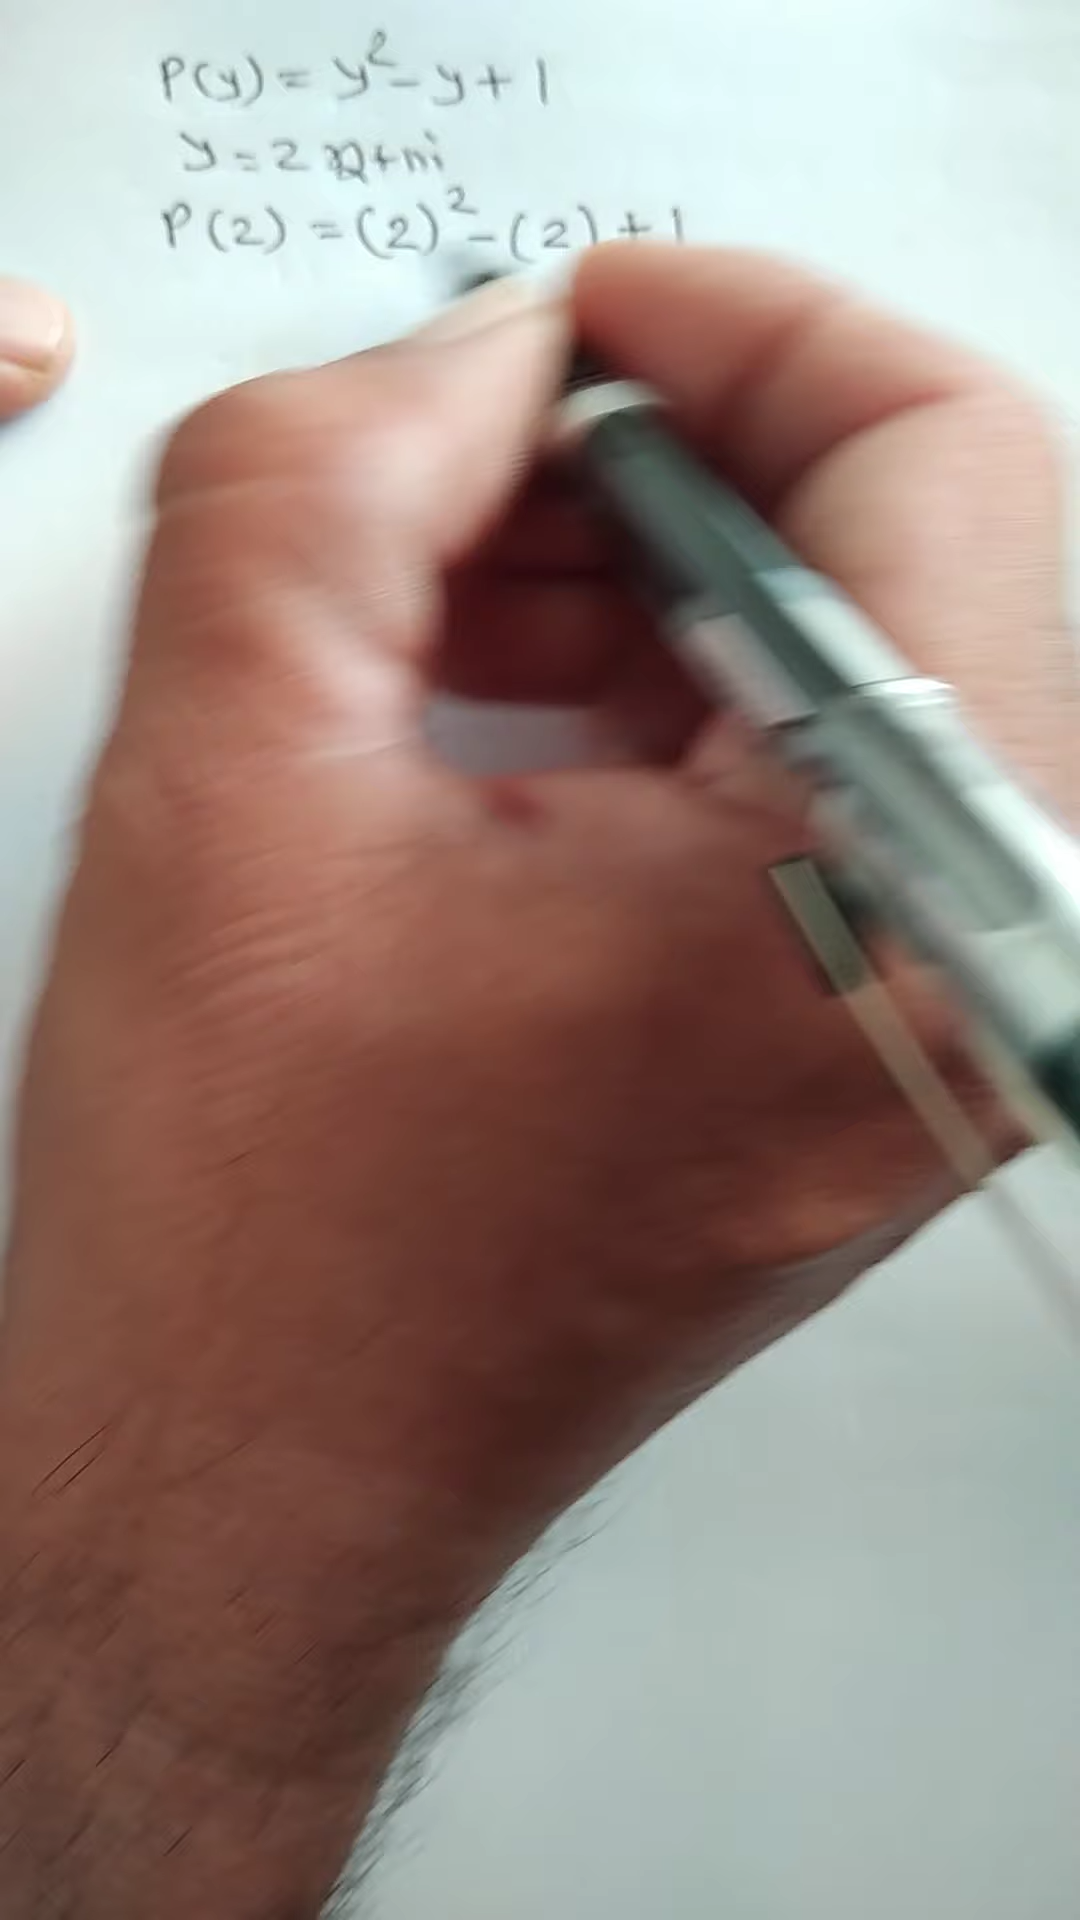 P(y) = y² - y + 1
y = 2
P(2) = (2)² - (2) + 1